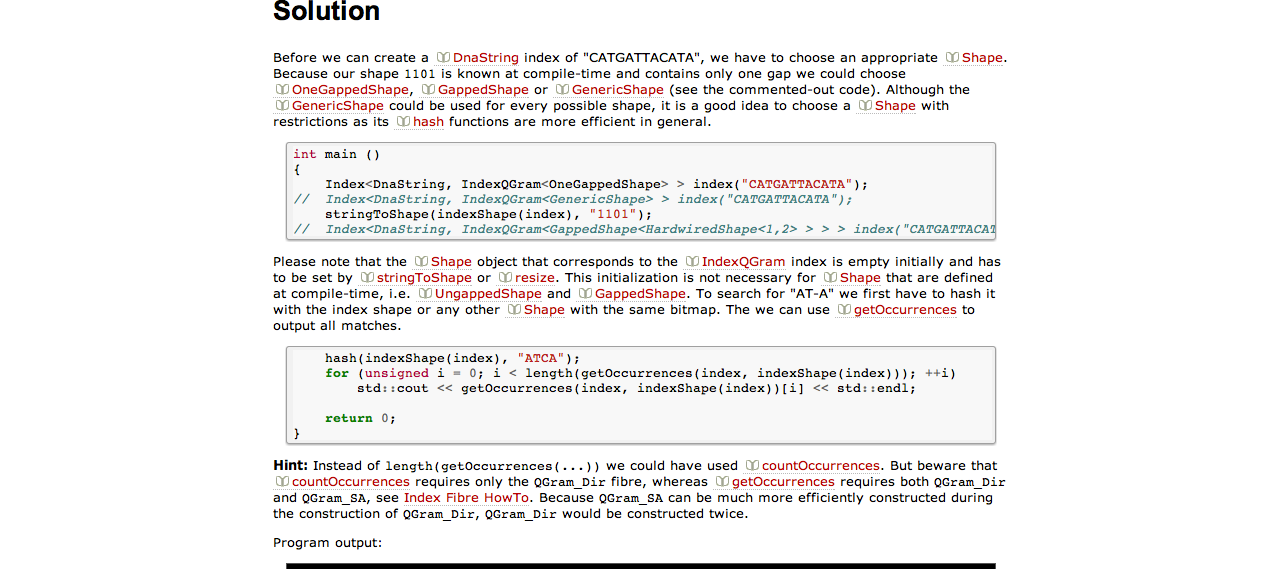 Solution
Before we can create a DnaString index of "CATGATTACATA", we have to choose an appropriate Shape.
Because our shape 1101 is known at compile-time and contains only one gap we could choose
OneGappedShape, GappedShape or GenericShape (see the commented-out code). Although the
GenericShape could be used for every possible shape, it is a good idea to choose a Shape with
restrictions as its hash functions are more efficient in general.
int main ()
{
    Index<DnaString, IndexQGram<OneGappedShape> > index("CATGATTACATA");
//  Index<DnaString, IndexQGram<GenericShape> > index("CATGATTACATA");
    stringToShape(indexShape(index), "1101");
//  Index<DnaString, IndexQGram<GappedShape<HardwiredShape<1,2> > > > index("CATGATTACAT
Please note that the Shape object that corresponds to the IndexQGram index is empty initially and has
to be set by stringToShape or resize. This initialization is not necessary for Shape that are defined
at compile-time, i.e. UngappedShape and GappedShape. To search for "AT-A" we first have to hash it
with the index shape or any other Shape with the same bitmap. The we can use getOccurrences to
output all matches.
    hash(indexShape(index), "ATCA");
    for (unsigned i = 0; i < length(getOccurrences(index, indexShape(index))); ++i)
        std::cout << getOccurrences(index, indexShape(index))[i] << std::endl;
    return 0;
}
Hint: Instead of length(getOccurrences(...)) we could have used countOccurrences. But beware that
countOccurrences requires only the QGram_Dir fibre, whereas getOccurrences requires both QGram_Dir
and QGram_SA, see Index Fibre HowTo. Because QGram_SA can be much more efficiently constructed during
the construction of QGram_Dir, QGram_Dir would be constructed twice.
Program output: